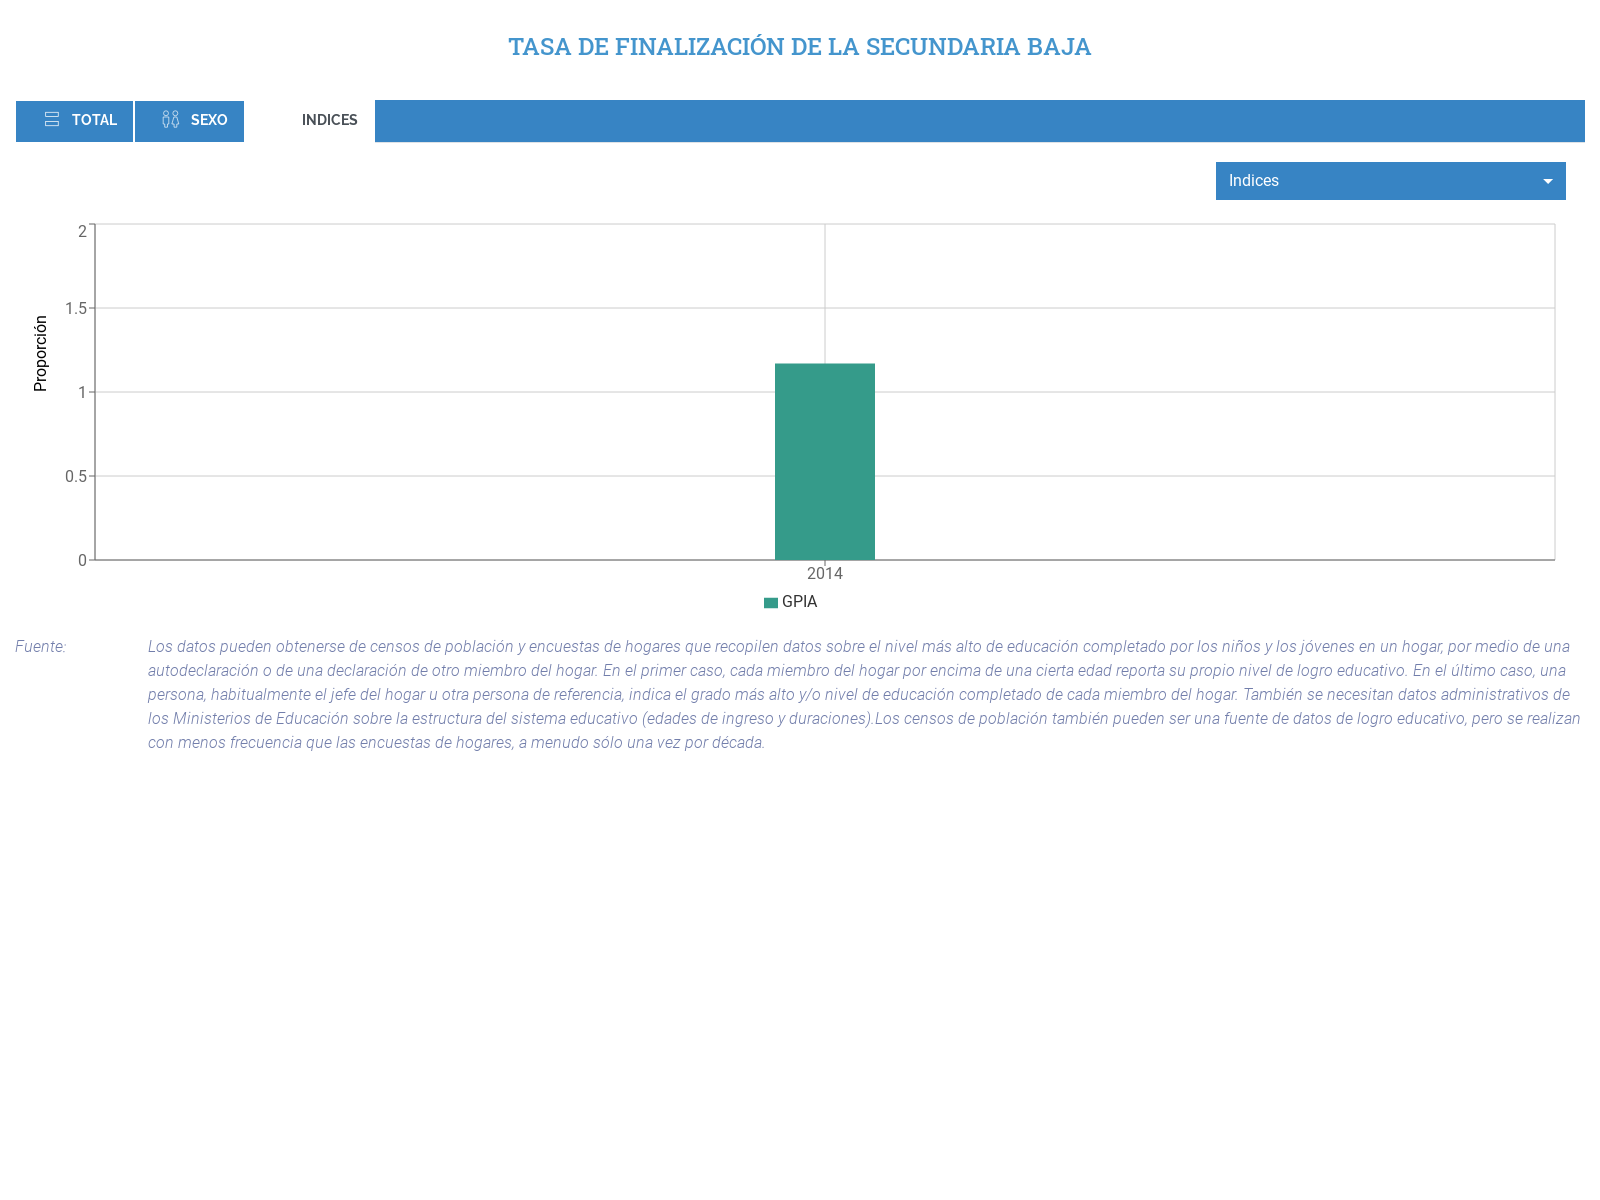 TASA DE FINALIZACIÓN DE LA SECUNDARIA BAJA
TOTAL SEXO INDICES
Indices
2
1.5
1
0.5
0
Proporción
2014
GPIA
Fuente: Los datos pueden obtenerse de censos de población y encuestas de hogares que recopilen datos sobre el nivel más alto de educación completado por los niños y los jóvenes en un hogar, por medio de una
autodeclaración o de una declaración de otro miembro del hogar. En el primer caso, cada miembro del hogar por encima de una cierta edad reporta su propio nivel de logro educativo. En el último caso, una
persona, habitualmente el jefe del hogar u otra persona de referencia, indica el grado más alto y/o nivel de educación completado de cada miembro del hogar. También se necesitan datos administrativos de
los Ministerios de Educación sobre la estructura del sistema educativo (edades de ingreso y duraciones).Los censos de población también pueden ser una fuente de datos de logro educativo, pero se realizan
con menos frecuencia que las encuestas de hogares, a menudo sólo una vez por década.